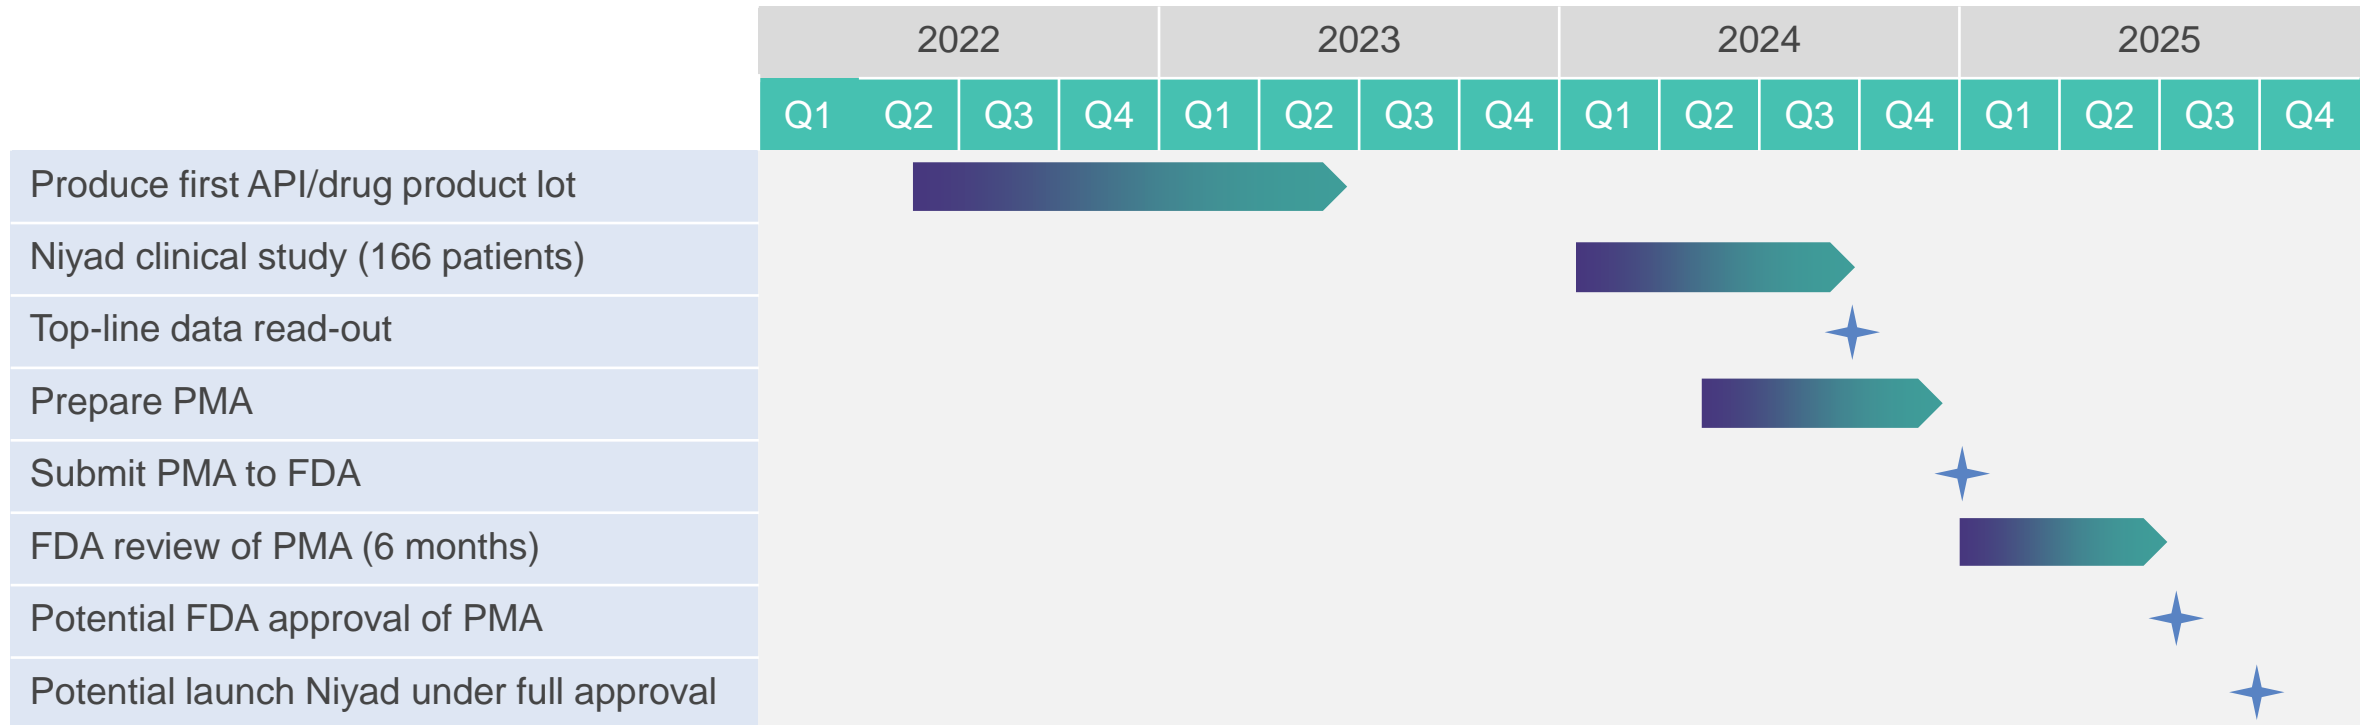 2022 2023 2024 2025
Q1 Q2 Q3 Q4 Q1 Q2 Q3 Q4 Q1 Q2 Q3 Q4 Q1 Q2 Q3 Q4
Produce first API/drug product lot
Niyad clinical study (166 patients)
Top-line data read-out
Prepare PMA
Submit PMA to FDA
FDA review of PMA (6 months)
Potential FDA approval of PMA
Potential launch Niyad under full approval